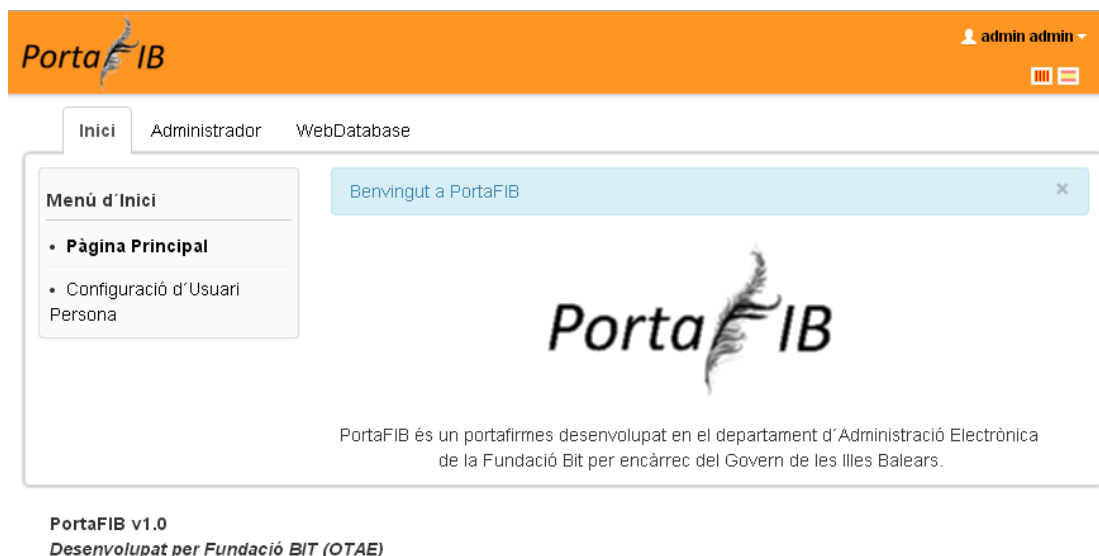 PortaFIB
admin admin
Inici
Administrador
WebDatabase
Menú d´Inici
• Pàgina Principal
• Configuració d´Usuari
Persona
Benvingut a PortaFIB
×
PortaFIB
PortaFIB és un portafirmes desenvolupat en el departament d´Administració Electrònica
de la Fundació Bit per encàrrec del Govern de les Illes Balears.
PortaFIB v1.0
Desenvolupat per Fundació BIT (OTAE)